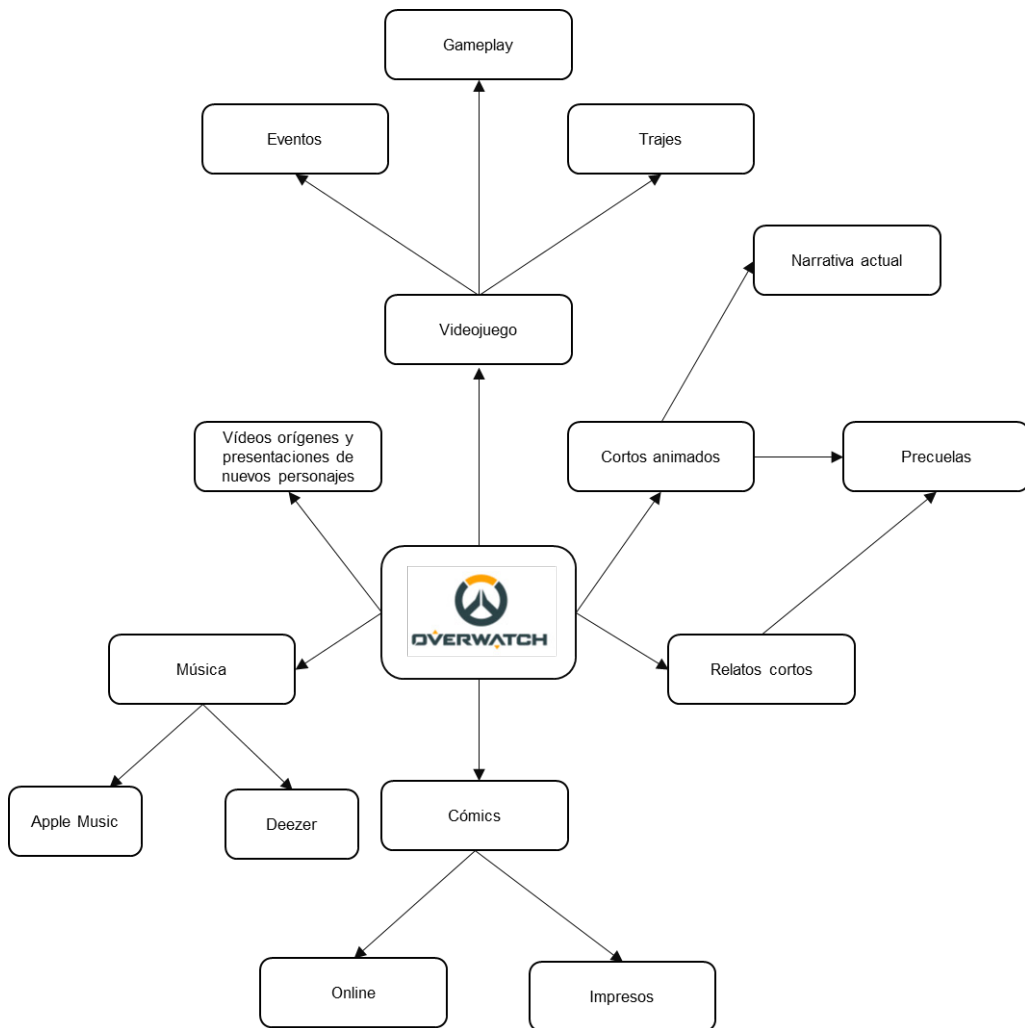 Gameplay
Eventos
Trajes
Narrativa actual
Videojuego
Vídeos orígenes y
presentaciones de
nuevos personajes
Cortos animados
Precuelas
OVERWATCH
Música
Relatos cortos
Apple Music
Deezer
Cómics
Online
Impresos